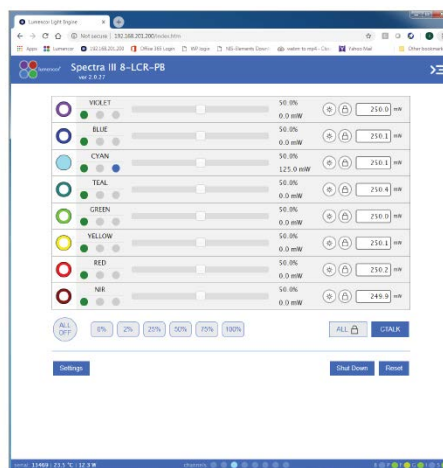 Lumencor Light Engine
Not secure | 192.168.201.200/index.htm
Apps Lumencor 192.168.201.200 Office 365 Login Yahoo Mail Other bookmarks
lumencor Spectra III 8-LCR-PB
ver 2.0.27
VIOLET 50.0%
0.0 mW 250.0 mW
BLUE 50.0%
0.0 mW 250.1 mW
CYAN 50.0%
125.0 mW 250.1 mW
TEAL 50.0%
0.0 mW 250.4 mW
GREEN 50.0%
0.0 mW 250.0 mW
YELLOW 50.0%
0.0 mW 250.1 mW
RED 50.0%
0.0 mW 250.2 mW
NIR 50.0%
0.0 mW 249.9 mW
ALL OFF 0% 2% 50% 75% 100% ALL CTALK
Settings Shut Down Reset
23.5 °C | 12.3 W channels: